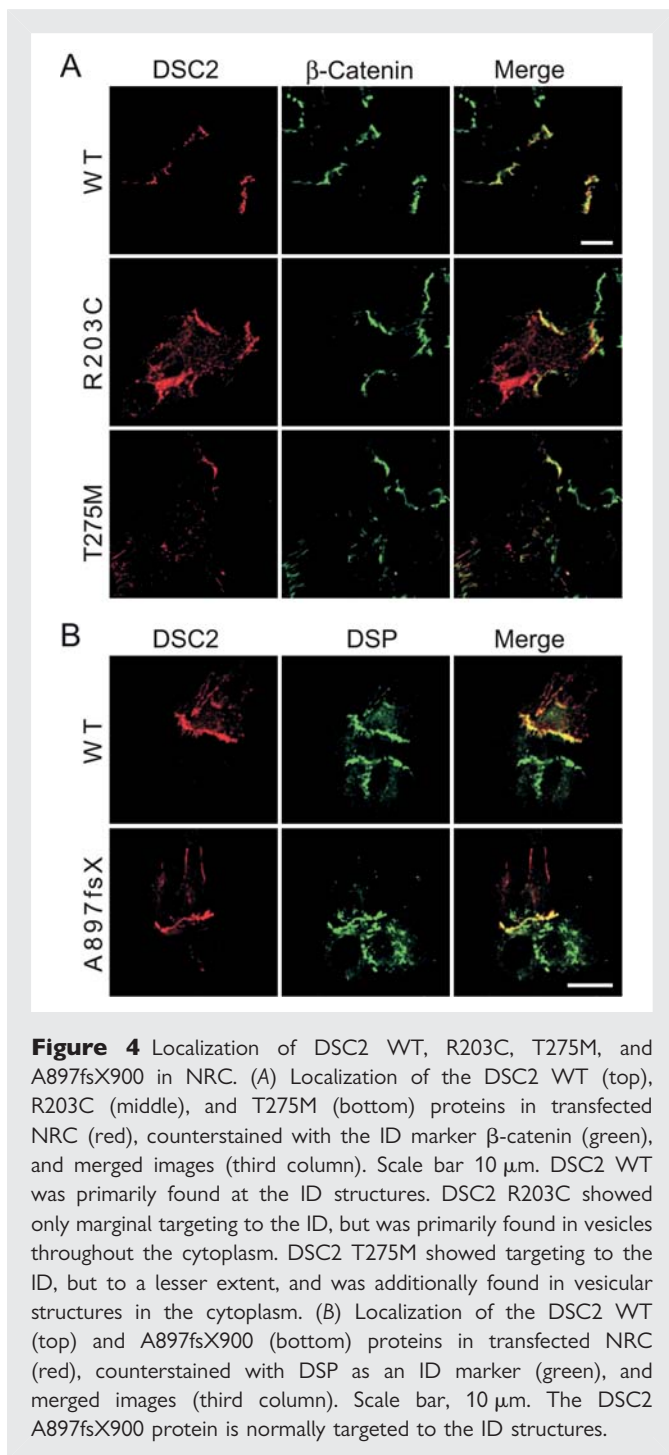 A
DSC2 β-Catenin Merge
WT
R203C
T275M
B
DSC2 DSP Merge
WT
A897fsX
Figure 4 Localization of DSC2 WT, R203C, T275M, and
A897fsX900 in NRC. (A) Localization of the DSC2 WT (top),
R203C (middle), and T275M (bottom) proteins in transfected
NRC (red), counterstained with the ID marker β-catenin (green),
and merged images (third column). Scale bar 10 μm. DSC2 WT
was primarily found at the ID structures. DSC2 R203C showed
only marginal targeting to the ID, but was primarily found in vesicles
throughout the cytoplasm. DSC2 T275M showed targeting to the
ID, but to a lesser extent, and was additionally found in vesicular
structures in the cytoplasm. (B) Localization of the DSC2 WT
(top) and A897fsX900 (bottom) proteins in transfected NRC
(red), counterstained with DSP as an ID marker (green), and
merged images (third column). Scale bar, 10 μm. The DSC2
A897fsX900 protein is normally targeted to the ID structures.